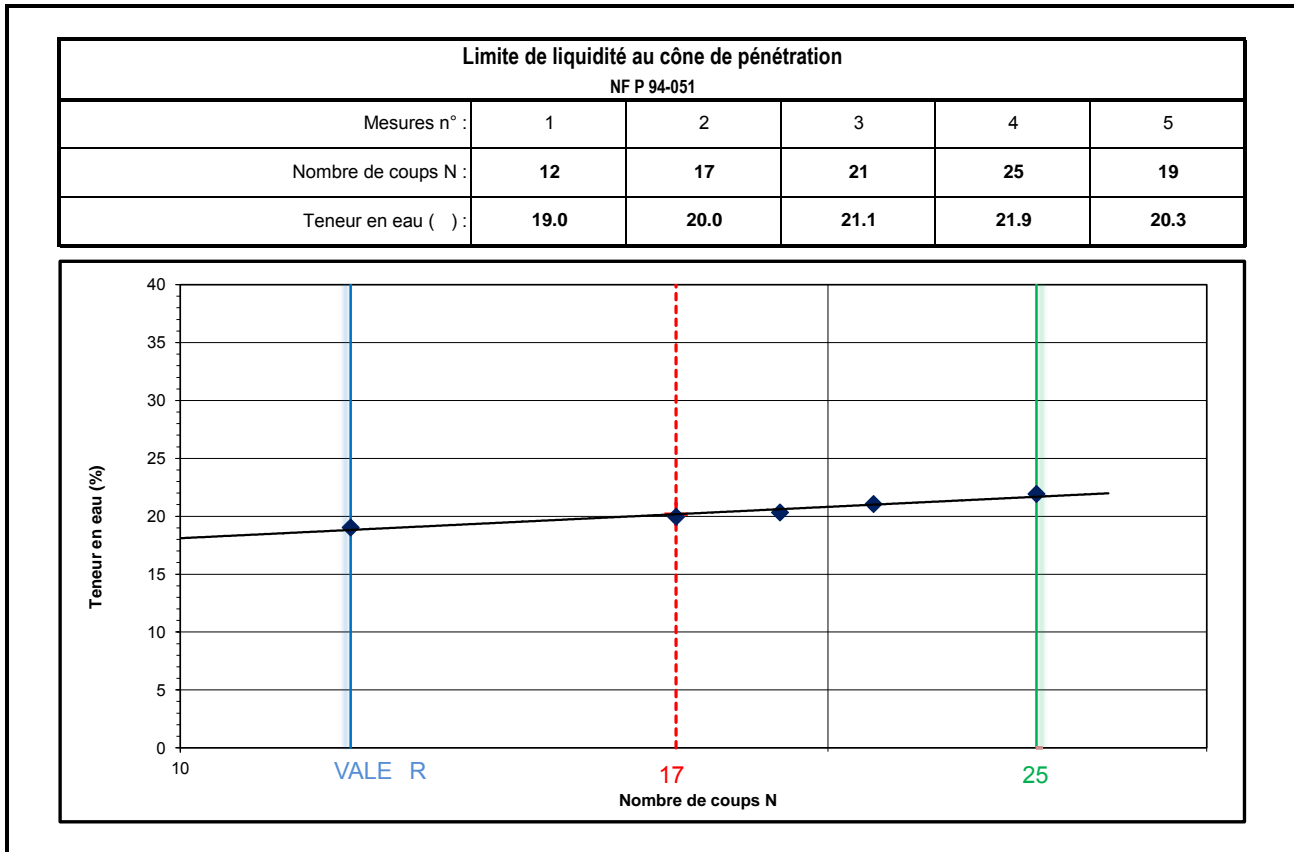 Limite de liquidité au cône de pénétration
NF P 94-051
Mesures n° : 1 2 3 4 5
Nombre de coups N : 12 17 21 25 19
Teneur en eau ( ) : 19.0 20.0 21.1 21.9 20.3
40
35
30
25
20
15
10
5
0
Teneur en eau (%)
10 VALE R 17 25
Nombre de coups N